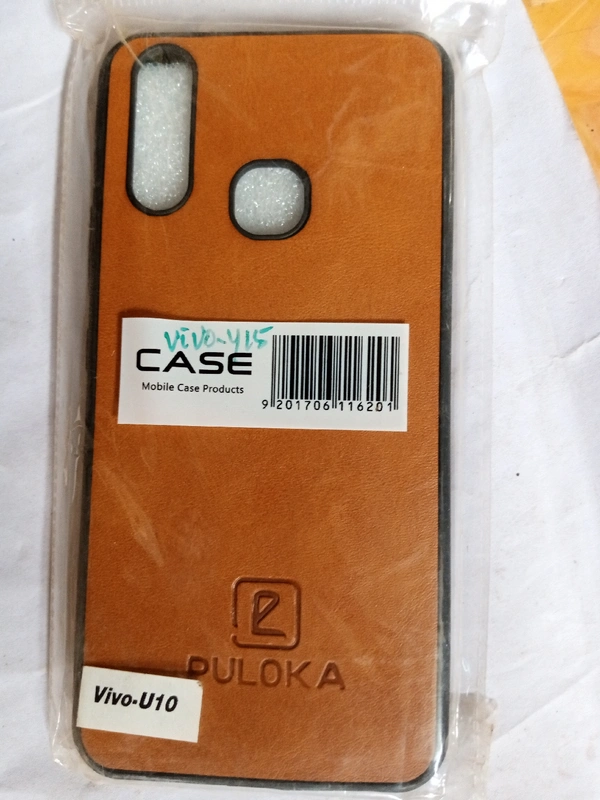 vivo-y15
CASE
Mobile Case Products
9 201706 116201
PULOKA
Vivo-U10